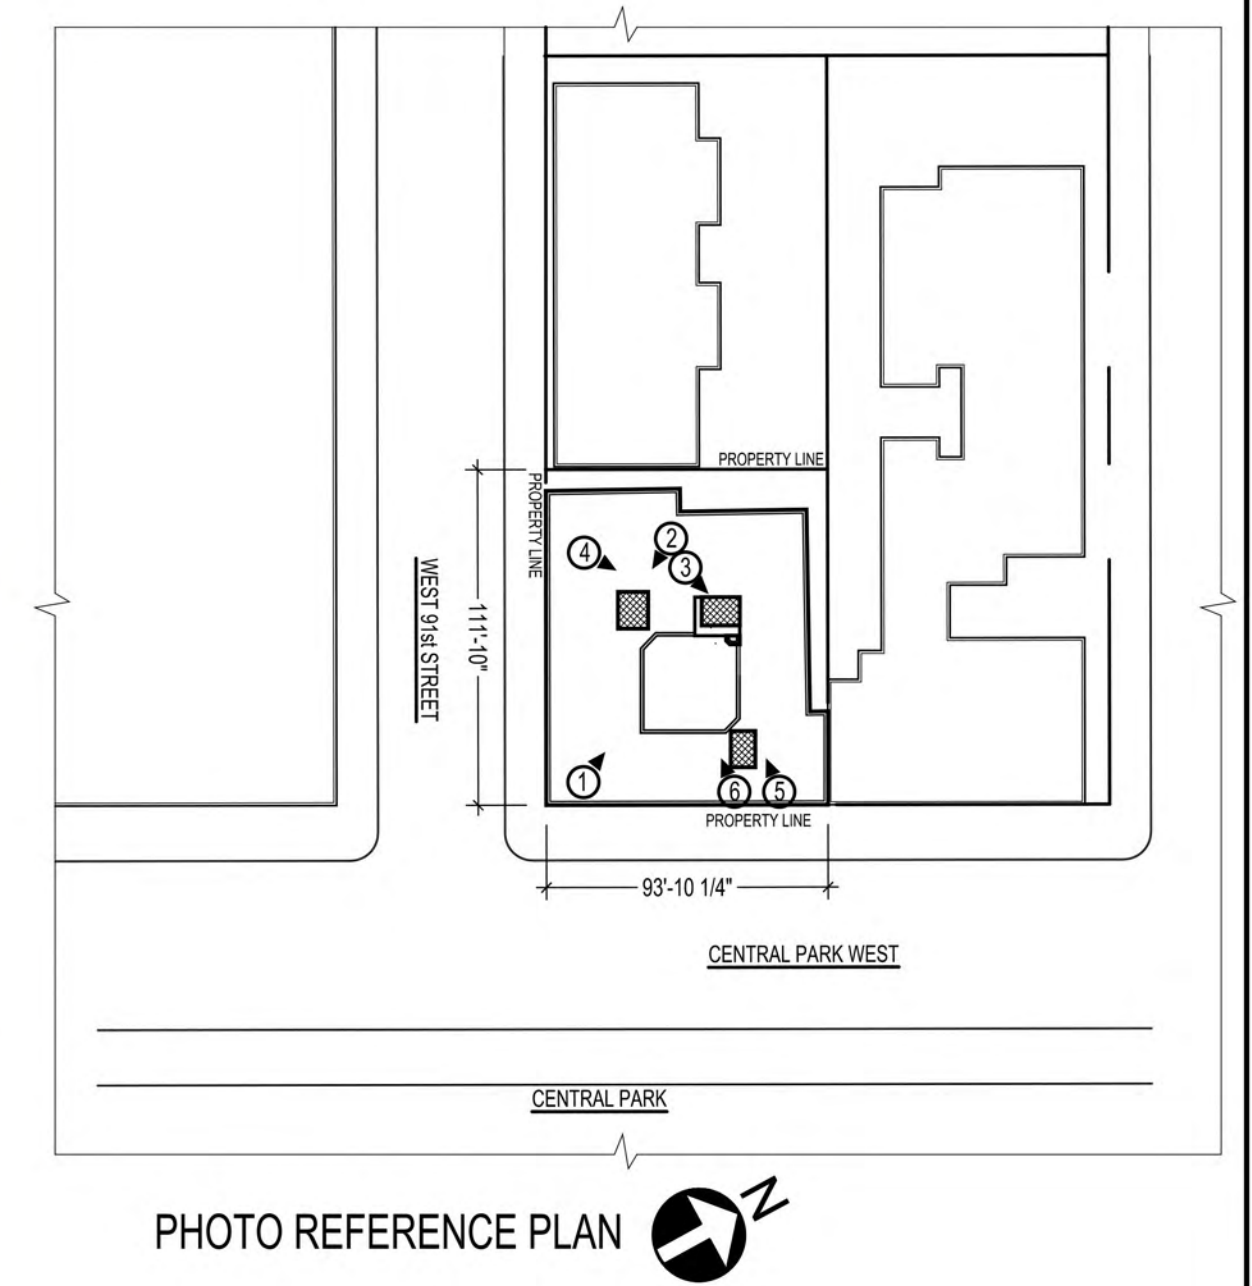 PROPERTY LINE
PROPERTY LINE
WEST 91st STREET
111'-10"
2
4
3
1
6
5
PROPERTY LINE
93'-10 1/4"
CENTRAL PARK WEST
CENTRAL PARK
PHOTO REFERENCE PLAN
N